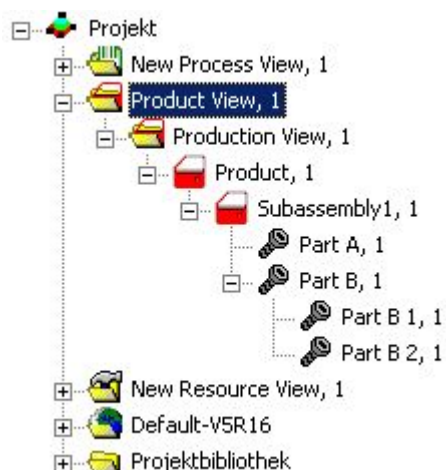 Projekt
New Process View, 1
Product View, 1
Production View, 1
Product, 1
Subassembly1, 1
Part A, 1
Part B, 1
Part B 1, 1
Part B 2, 1
New Resource View, 1
Default-V5R16
Projektbibliothek